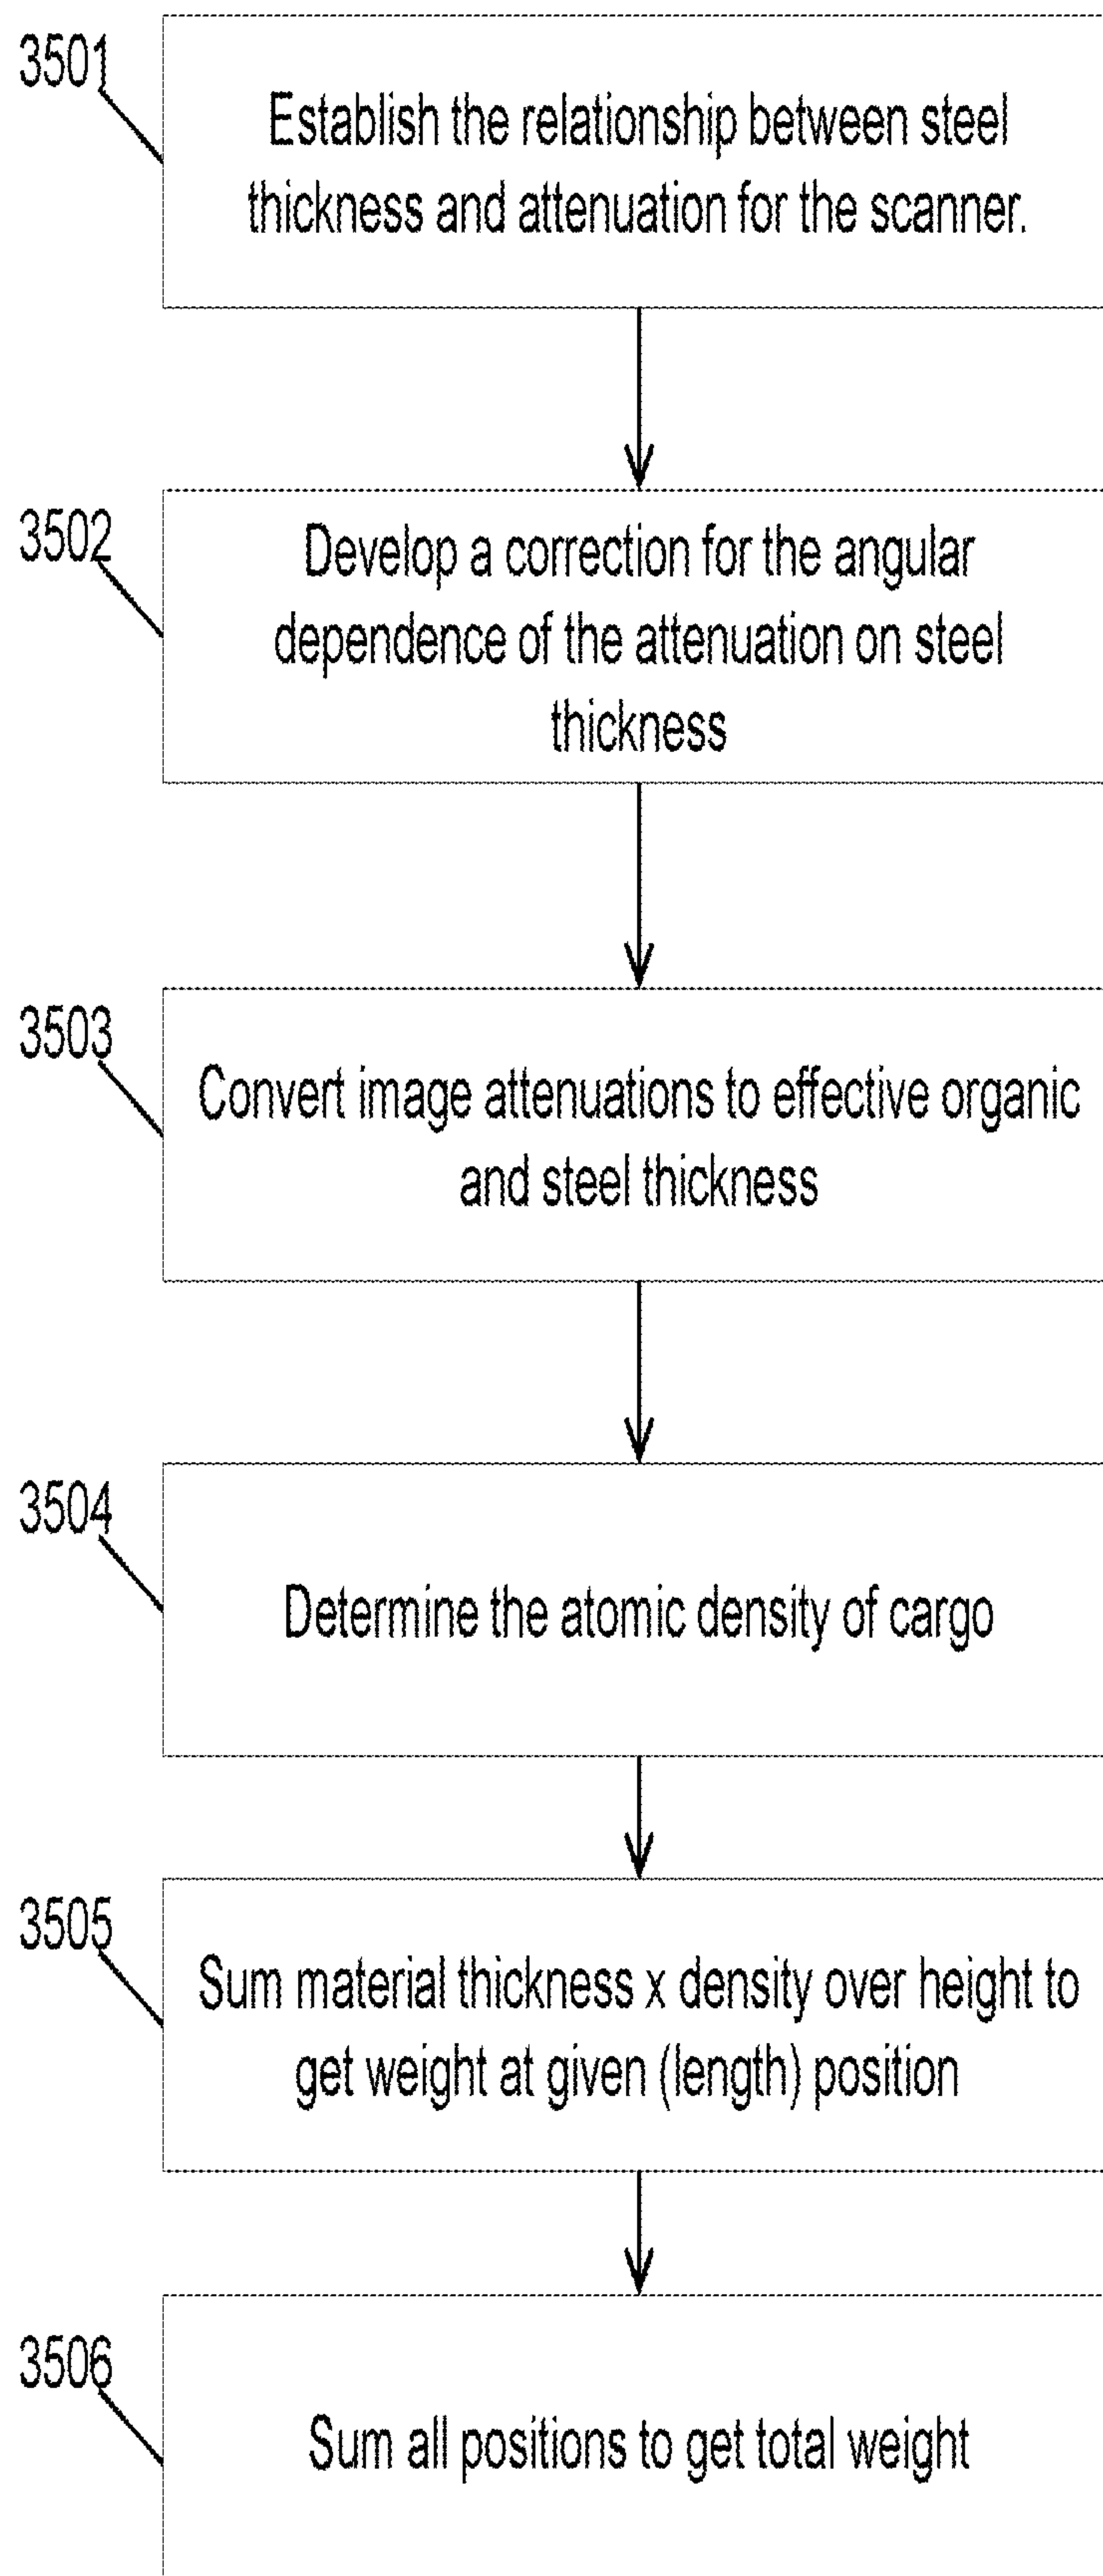 3501
Establish the relationship between steel
thickness and attenuation for the scanner.
3502
Develop a correction for the angular
dependence of the attenuation on steel
thickness
3503
Convert image attenuations to effective organic
and steel thickness
3504
Determine the atomic density of cargo
3505
Sum material thickness x density over height to
get weight at given (length) position
3506
Sum all positions to get total weight